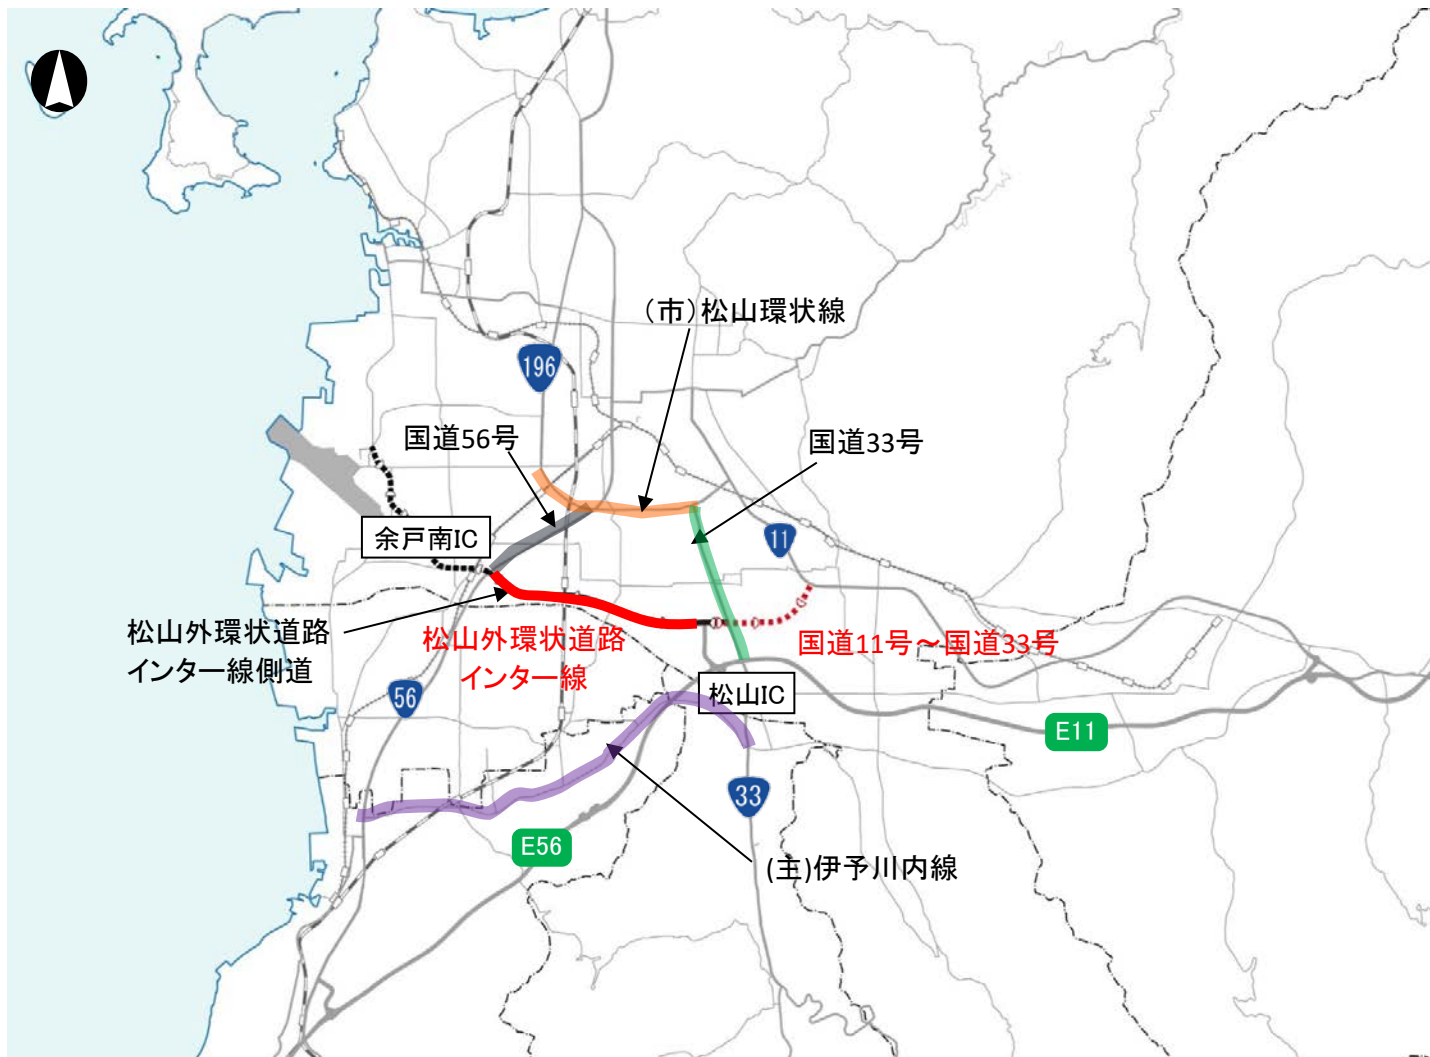 （市）松山環状線
196
国道56号
国道33号
余戸南IC
11
松山外環状道路
インター線側道
松山外環状道路
インター線
国道11号～国道33号
56
松山IC
E11
33
E56
(主)伊予川内線